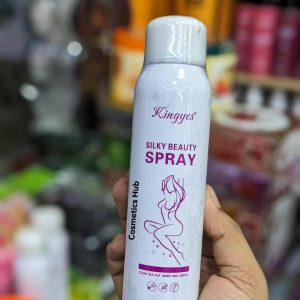 Kingyes
SILKY BEAUTY
SPRAY
Cosmetics Hub